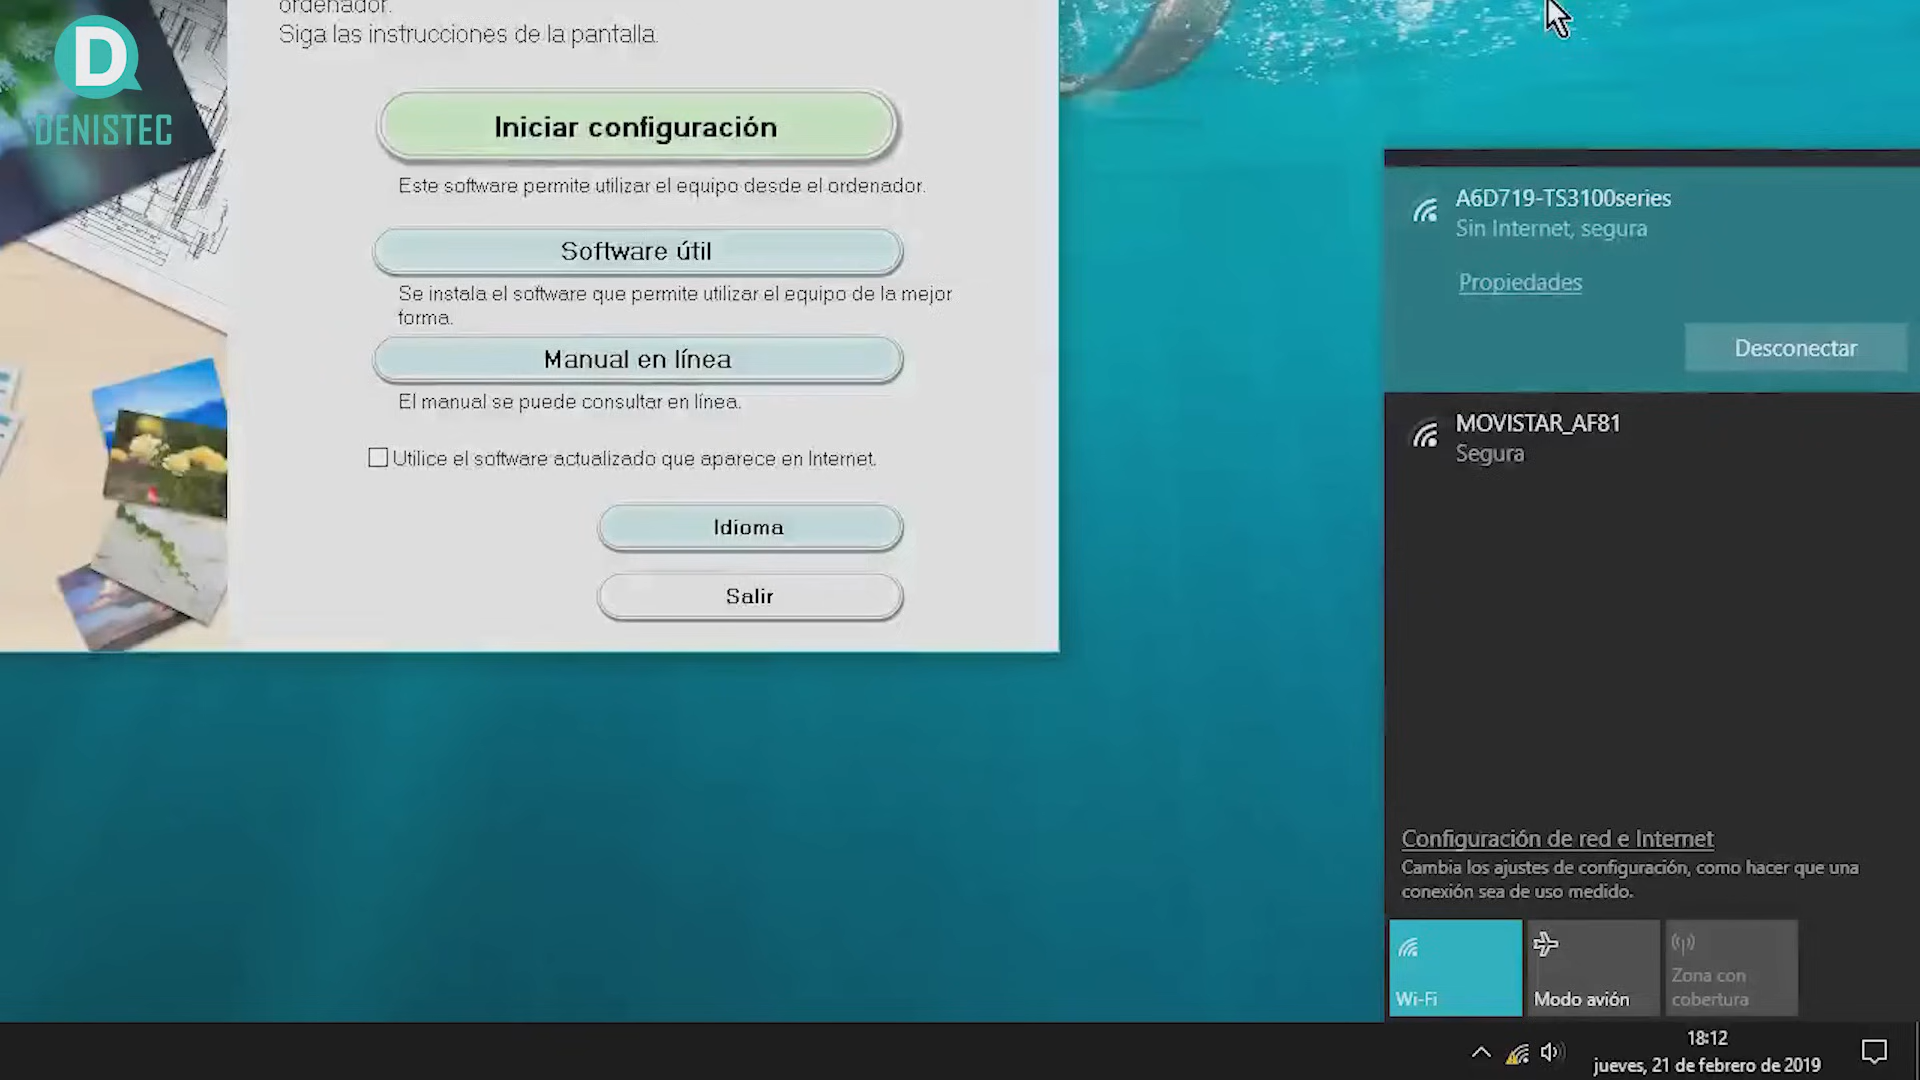 ordenador.
Siga las instrucciones de la pantalla.
D
DENISTEC
Iniciar configuración
Este software permite utilizar el equipo desde el ordenador.
Software útil
Se instala el software que permite utilizar el equipo de la mejor
forma.
Manual en línea
El manual se puede consultar en línea.
Utilice el software actualizado que aparece en Internet.
Idioma
Salir
A6D719-TS3100series
Sin Internet, segura
Propiedades
Desconectar
MOVISTAR_AF81
Segura
Configuración de red e Internet
Cambia los ajustes de configuración, como hacer que una
conexión sea de uso medido.
Wi-Fi
Modo avión
Zona con
cobertura
18:12
jueves, 21 de febrero de 2019